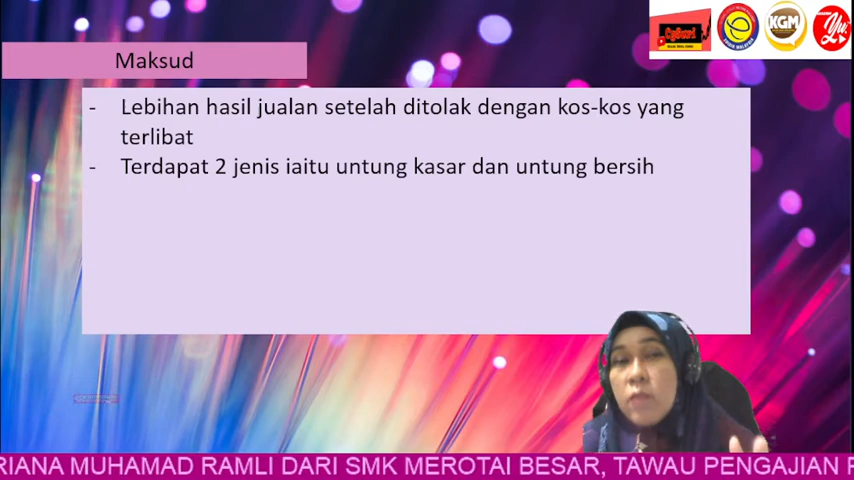 Maksud
- Lebihan hasil jualan setelah ditolak dengan kos-kos yang
terlibat
- Terdapat 2 jenis iaitu untung kasar dan untung bersih
KGM
Yu.
RIANA MUHAMAD RAMLI DARI SMK MEROTAI BESAR, TAWAU PENGAJIAN